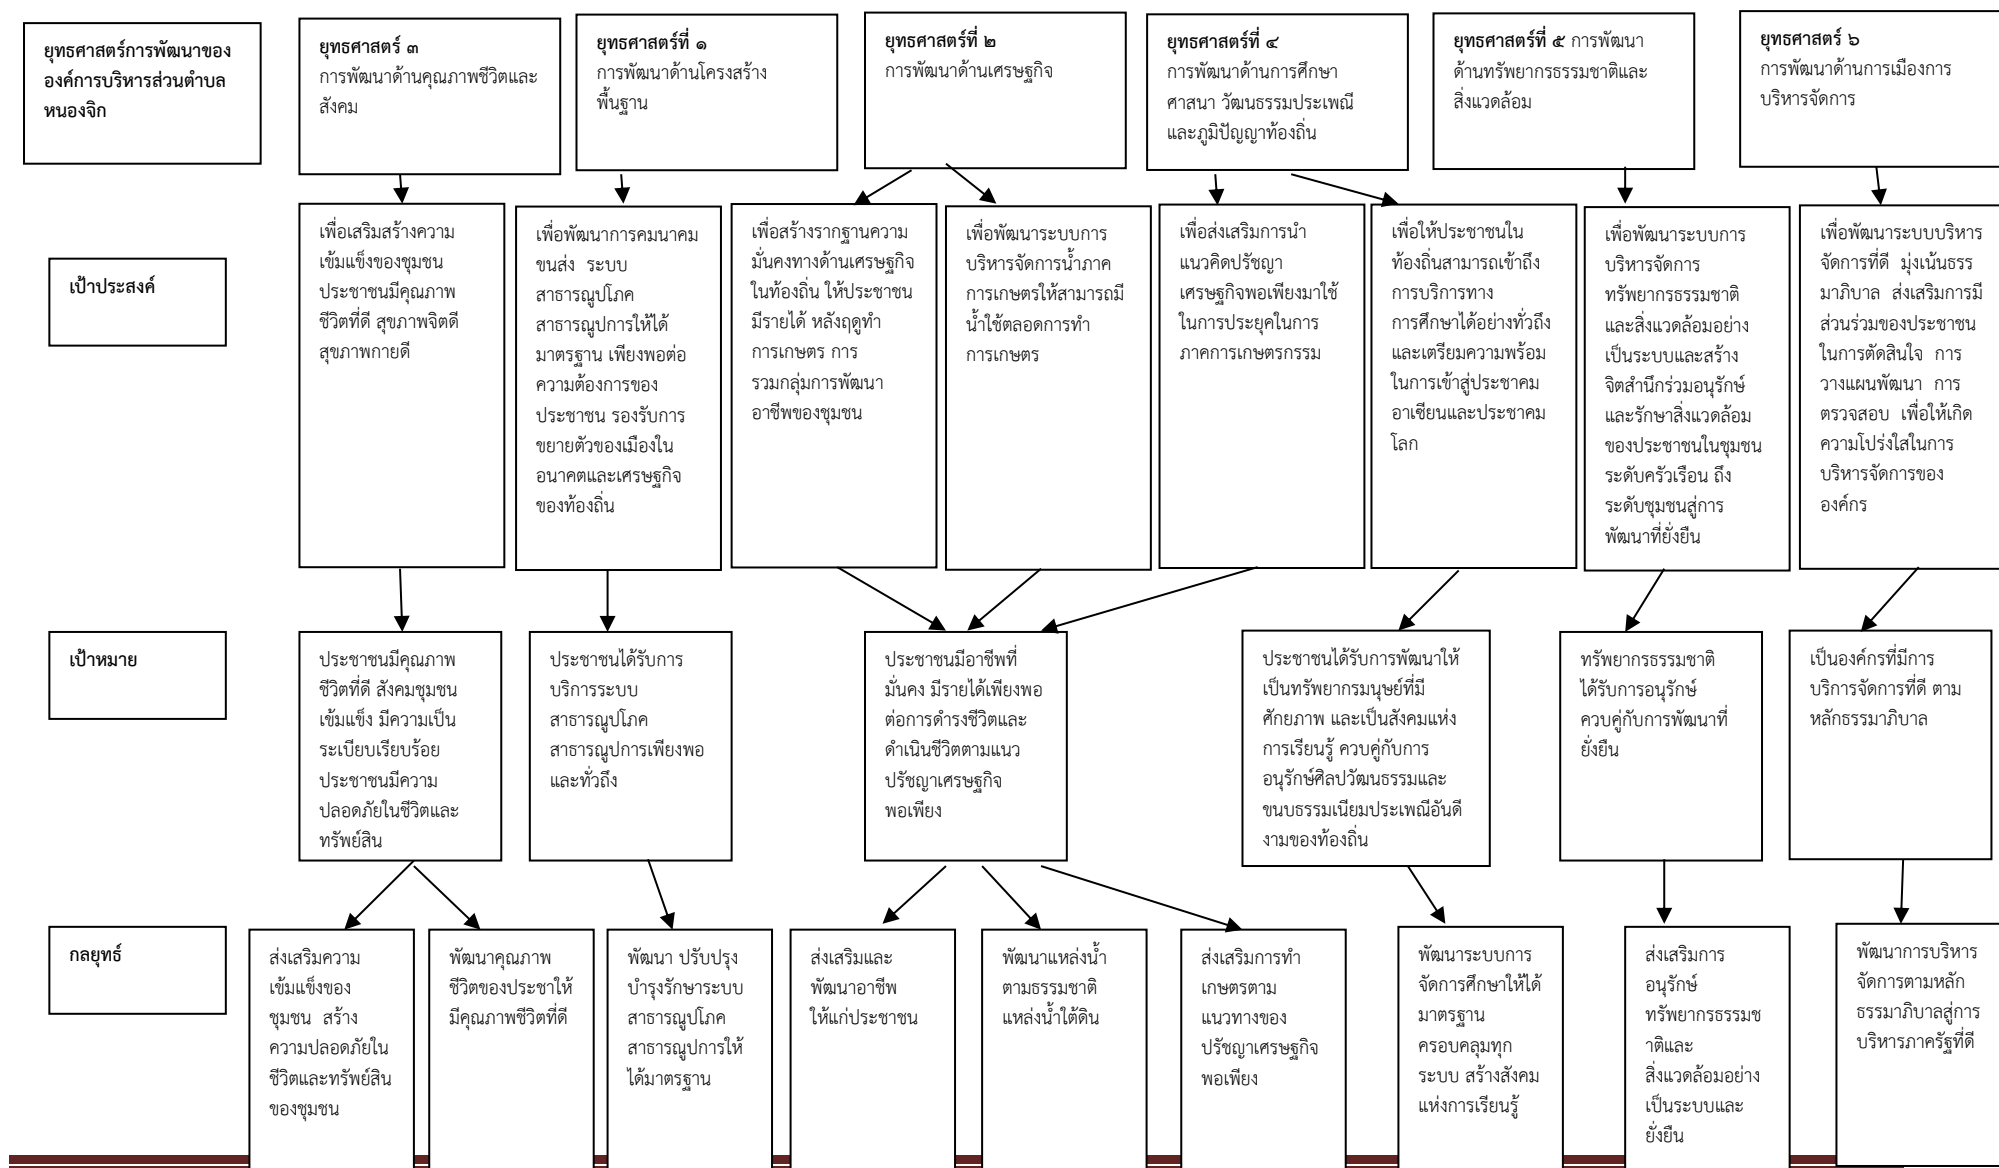 ยุทธศาสตร์การพัฒนาของ
องค์การบริหารส่วนตำบล
หนองจิก
ยุทธศาสตร์ ๓
การพัฒนาด้านคุณภาพชีวิตและ
สังคม
ยุทธศาสตร์ที่ ๑
การพัฒนาด้านโครงสร้าง
พื้นฐาน
ยุทธศาสตร์ที่ ๒
การพัฒนาด้านเศรษฐกิจ
ยุทธศาสตร์ที่ ๔
การพัฒนาด้านการศึกษา
ศาสนา วัฒนธรรมประเพณี
และภูมิปัญญาท้องถิ่น
ยุทธศาสตร์ที่ ๕ การพัฒนา
ด้านทรัพยากรธรรมชาติและ
สิ่งแวดล้อม
ยุทธศาสตร์ ๖
การพัฒนาด้านการเมืองการ
บริหารจัดการ
เป้าประสงค์
เพื่อเสริมสร้างความ
เข้มแข็งของชุมชน
ประชาชนมีคุณภาพ
ชีวิตที่ดี สุขภาพจิตดี
สุขภาพกายดี
เพื่อพัฒนาการคมนาคม
ขนส่ง ระบบ
สาธารณูปโภค
สาธารณูปการให้ได้
มาตรฐาน เพียงพอต่อ
ความต้องการของ
ประชาชน รองรับการ
ขยายตัวของเมืองใน
อนาคตและเศรษฐกิจ
ของท้องถิ่น
เพื่อสร้างรากฐานความ
มั่นคงทางด้านเศรษฐกิจ
ในท้องถิ่น ให้ประชาชน
มีรายได้ หลังฤดูทำ
การเกษตร การ
รวมกลุ่มการพัฒนา
อาชีพของชุมชน
เพื่อพัฒนาระบบการ
บริหารจัดการน้ำภาค
การเกษตรให้สามารถมี
น้ำใช้ตลอดการทำ
การเกษตร
เพื่อส่งเสริมการนำ
แนวคิดปรัชญา
เศรษฐกิจพอเพียงมาใช้
ในการประยุคในการ
ภาคการเกษตรกรรม
เพื่อให้ประชาชนใน
ท้องถิ่นสามารถเข้าถึง
การบริการทาง
การศึกษาได้อย่างทั่วถึง
และเตรียมความพร้อม
ในการเข้าสู่ประชาคม
อาเซียนและประชาคม
โลก
เพื่อพัฒนาระบบการ
บริหารจัดการ
ทรัพยากรธรรมชาติ
และสิ่งแวดล้อมอย่าง
เป็นระบบและสร้าง
จิตสำนึกร่วมอนุรักษ์
และรักษาสิ่งแวดล้อม
ของประชาชนในชุมชน
ระดับครัวเรือน ถึง
ระดับชุมชนสู่การ
พัฒนาที่ยั่งยืน
เพื่อพัฒนาระบบบริหาร
จัดการที่ดี มุ่งเน้นธรร
มาภิบาล ส่งเสริมการมี
ส่วนร่วมของประชาชน
ในการตัดสินใจ การ
วางแผนพัฒนา การ
ตรวจสอบ เพื่อให้เกิด
ความโปร่งใสในการ
บริหารจัดการของ
องค์กร
เป้าหมาย
ประชาชนมีคุณภาพ
ชีวิตที่ดี สังคมชุมชน
เข้มแข็ง มีความเป็น
ระเบียบเรียบร้อย
ประชาชนมีความ
ปลอดภัยในชีวิตและ
ทรัพย์สิน
ประชาชนได้รับการ
บริการระบบ
สาธารณูปโภค
สาธารณูปการเพียงพอ
และทั่วถึง
ประชาชนมีอาชีพที่
มั่นคง มีรายได้เพียงพอ
ต่อการดำรงชีวิตและ
ดำเนินชีวิตตามแนว
ปรัชญาเศรษฐกิจ
พอเพียง
ประชาชนได้รับการพัฒนาให้
เป็นทรัพยากรมนุษย์ที่มี
ศักยภาพ และเป็นสังคมแห่ง
การเรียนรู้ ควบคู่กับการ
อนุรักษ์ศิลปวัฒนธรรมและ
ขนบธรรมเนียมประเพณีอันดี
งามของท้องถิ่น
ทรัพยากรธรรมชาติ
ได้รับการอนุรักษ์
ควบคู่กับการพัฒนาที่
ยั่งยืน
เป็นองค์กรที่มีการ
บริการจัดการที่ดี ตาม
หลักธรรมาภิบาล
กลยุทธ์
ส่งเสริมความ
เข้มแข็งของ
ชุมชน สร้าง
ความปลอดภัยใน
ชีวิตและทรัพย์สิน
ของชุมชน
พัฒนาคุณภาพ
ชีวิตของประชาให้
มีคุณภาพชีวิตที่ดี
พัฒนา ปรับปรุง
บำรุงรักษาระบบ
สาธารณูปโภค
สาธารณูปการให้
ได้มาตรฐาน
ส่งเสริมและ
พัฒนาอาชีพ
ให้แก่ประชาชน
พัฒนาแหล่งน้ำ
ตามธรรมชาติ
แหล่งน้ำใต้ดิน
ส่งเสริมการทำ
เกษตรตาม
แนวทางของ
ปรัชญาเศรษฐกิจ
พอเพียง
พัฒนาระบบการ
จัดการศึกษาให้ได้
มาตรฐาน
ครอบคลุมทุก
ระบบ สร้างสังคม
แห่งการเรียนรู้
ส่งเสริมการ
อนุรักษ์
ทรัพยากรธรรมช
าติและ
สิ่งแวดล้อมอย่าง
เป็นระบบและ
ยั่งยืน
พัฒนาการบริหาร
จัดการตามหลัก
ธรรมาภิบาลสู่การ
บริหารภาครัฐที่ดี